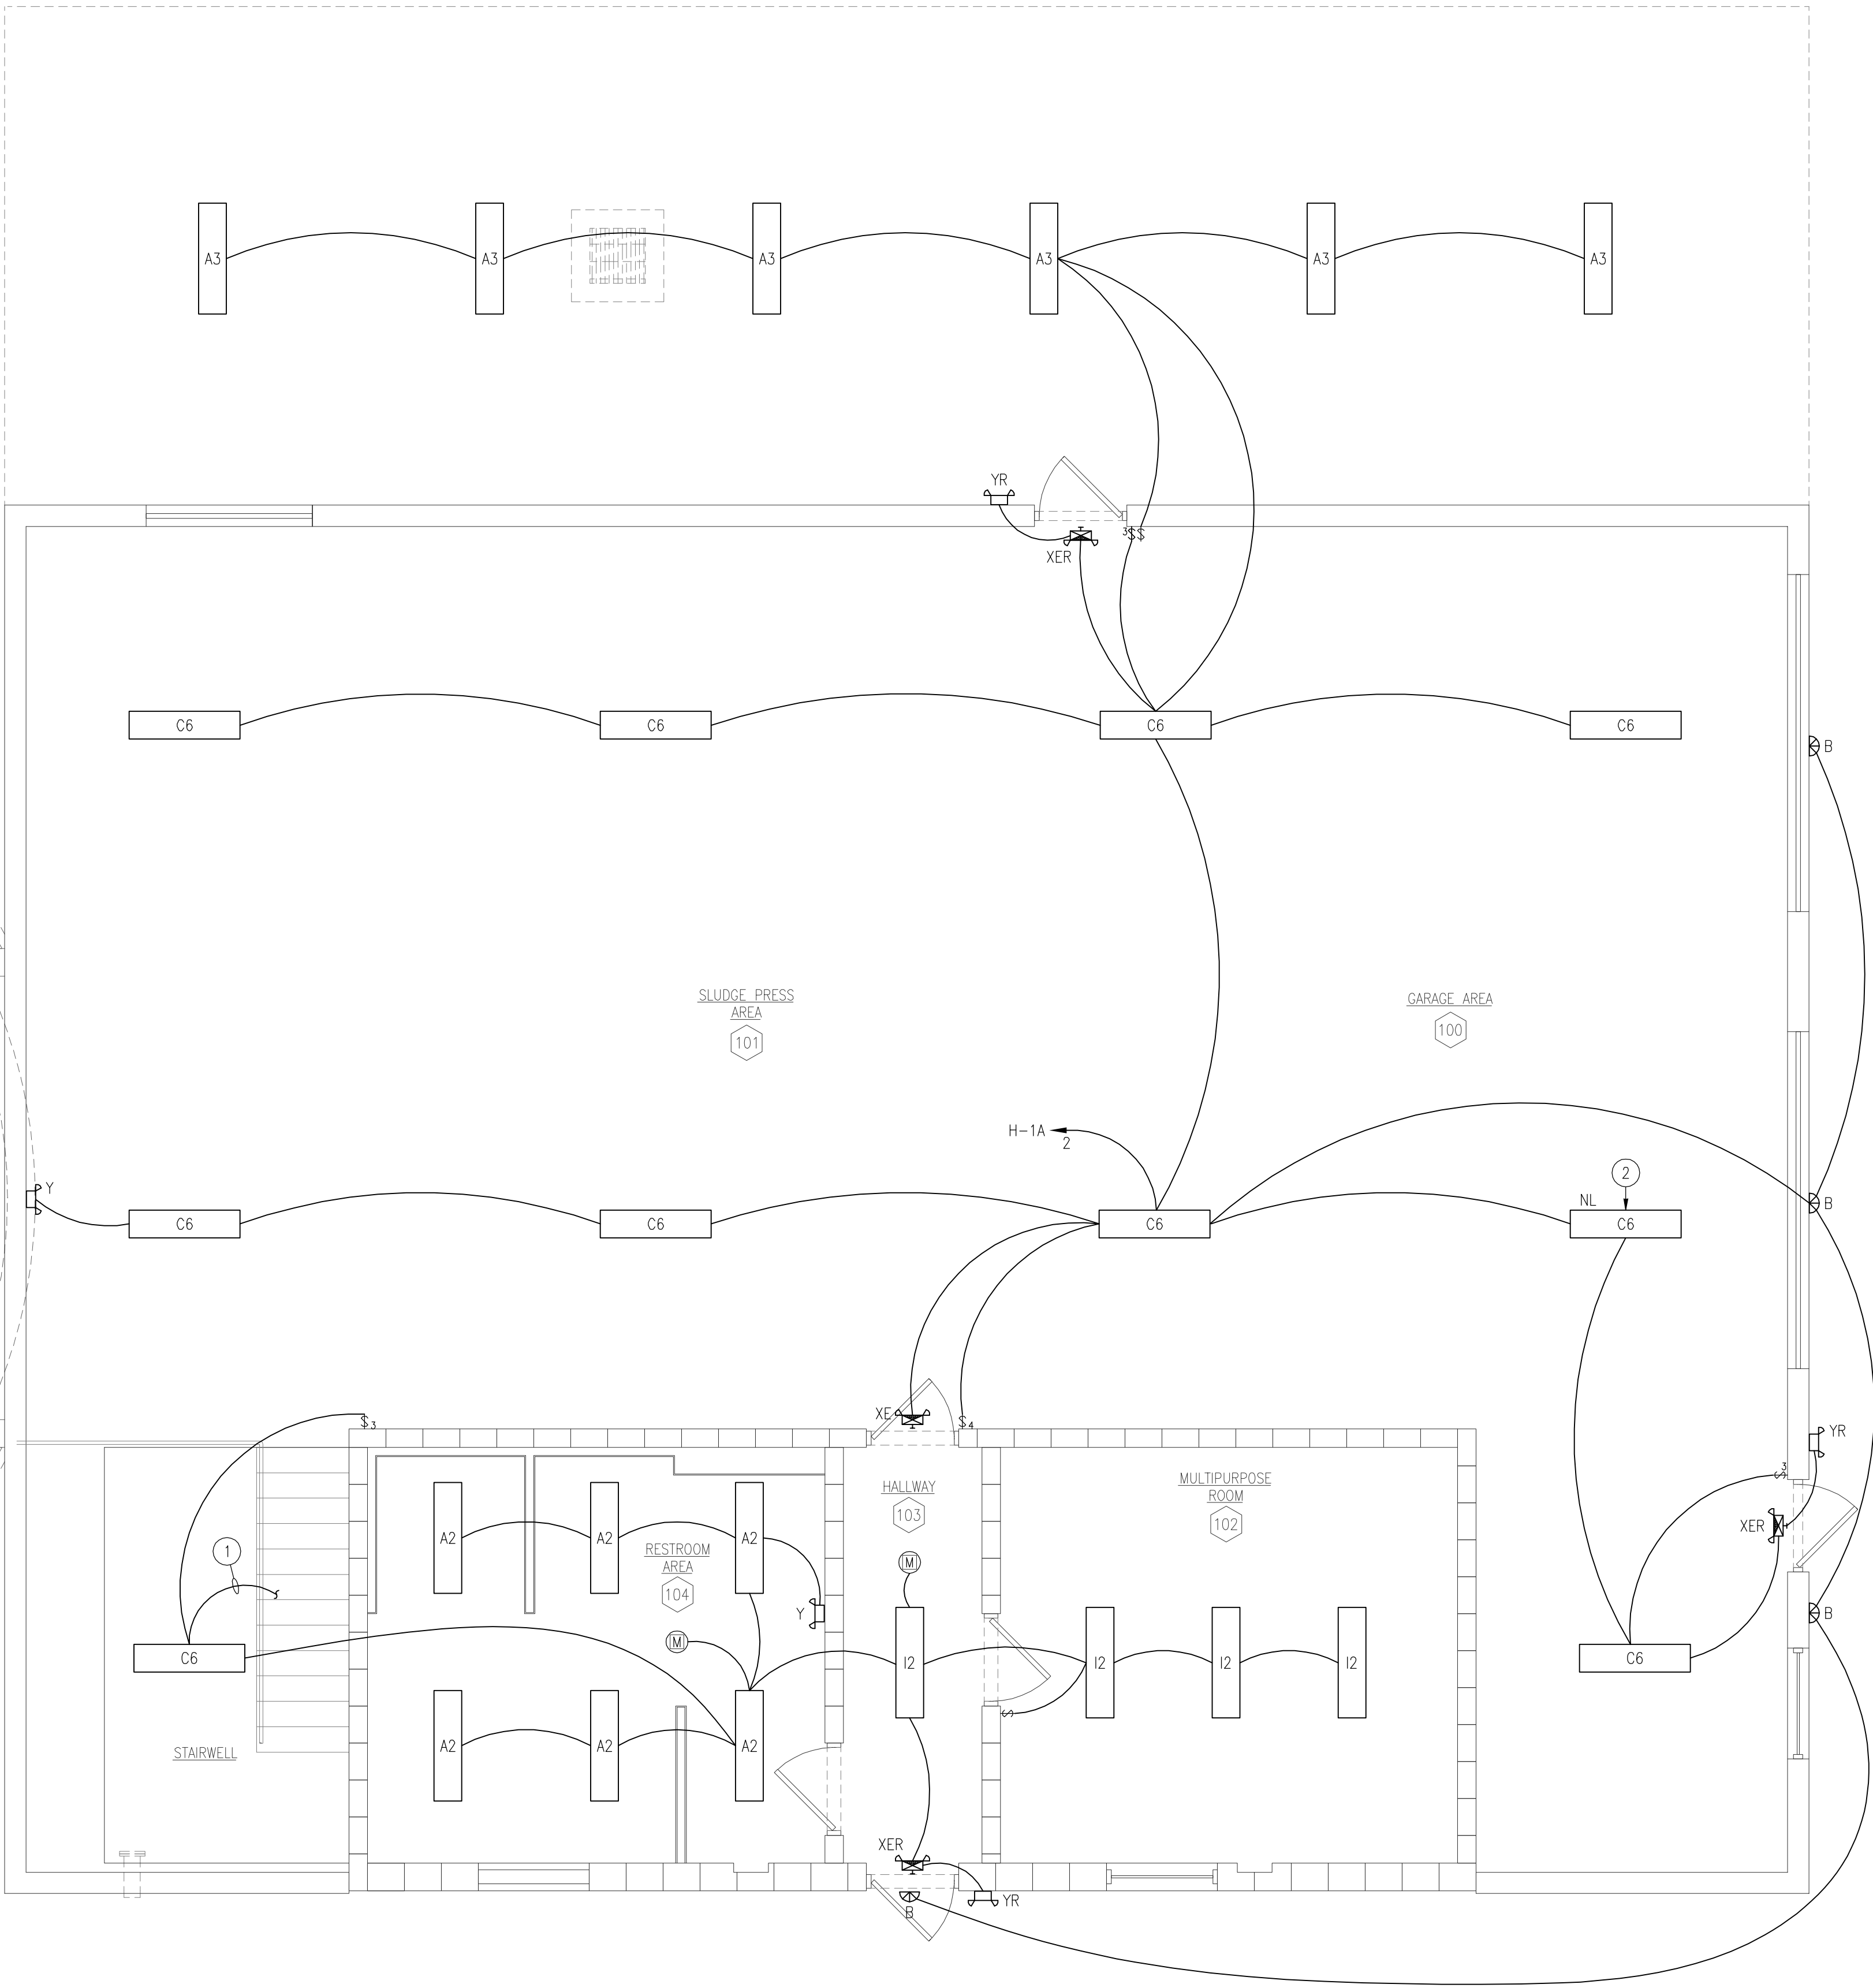 A3 A3 A3 A3 A3 A3
YR
3 $ $
XER
C6 C6 C6 C6
B
SLUDGE PRESS
AREA
101
GARAGE AREA
100
H-1A
2
2
Y
NL
B
C6 C6 C6 C6
XE
$ 3
$ 4
YR
$ 3
HALLWAY
103
MULTIPURPOSE
ROOM
102
XER
A2 A2 A2
RESTROOM
AREA
104
1
M
Y
B
M
C6
I2 I2 I2 I2
C6
$
A2 A2 A2
STAIRWELL
XER
YR
B